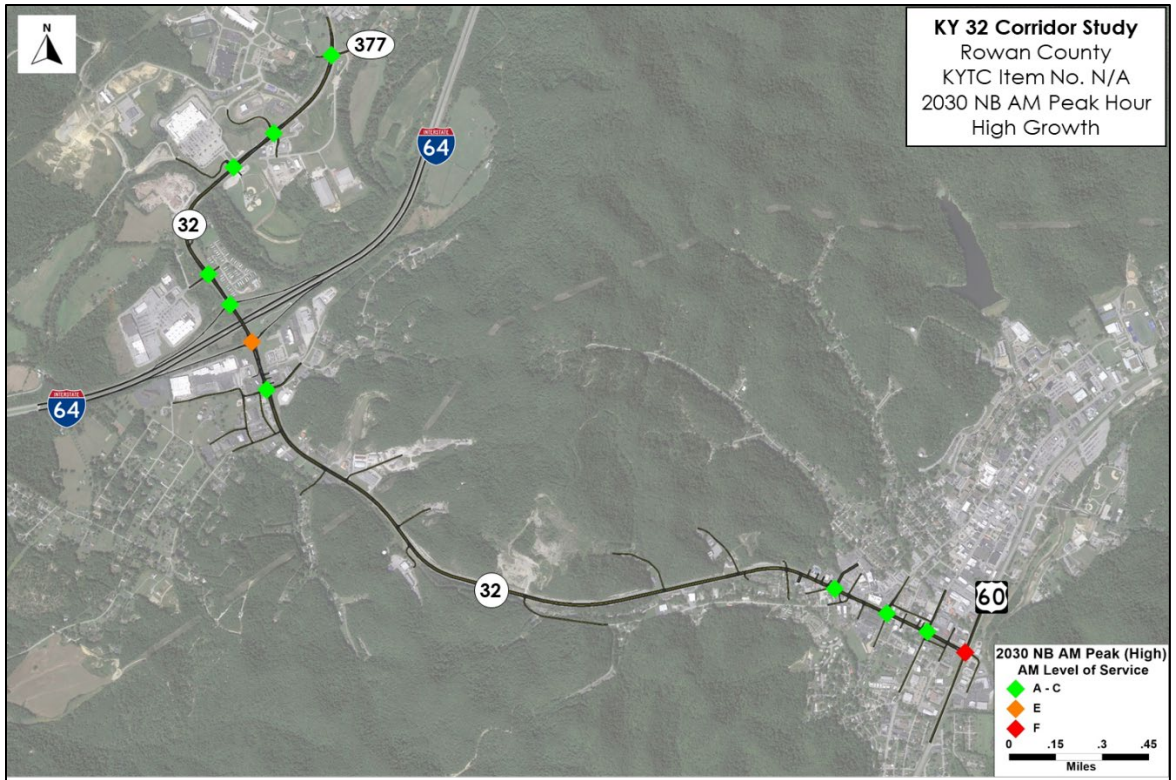 N
KY 32 Corridor Study
Rowan County
KYTC Item No. N/A
2030 NB AM Peak Hour
High Growth
377
INTERSTATE
64
32
INTERSTATE
64
32
60
2030 NB AM Peak (High)
AM Level of Service
A - C
E
F
0 .15 .3 .45
Miles